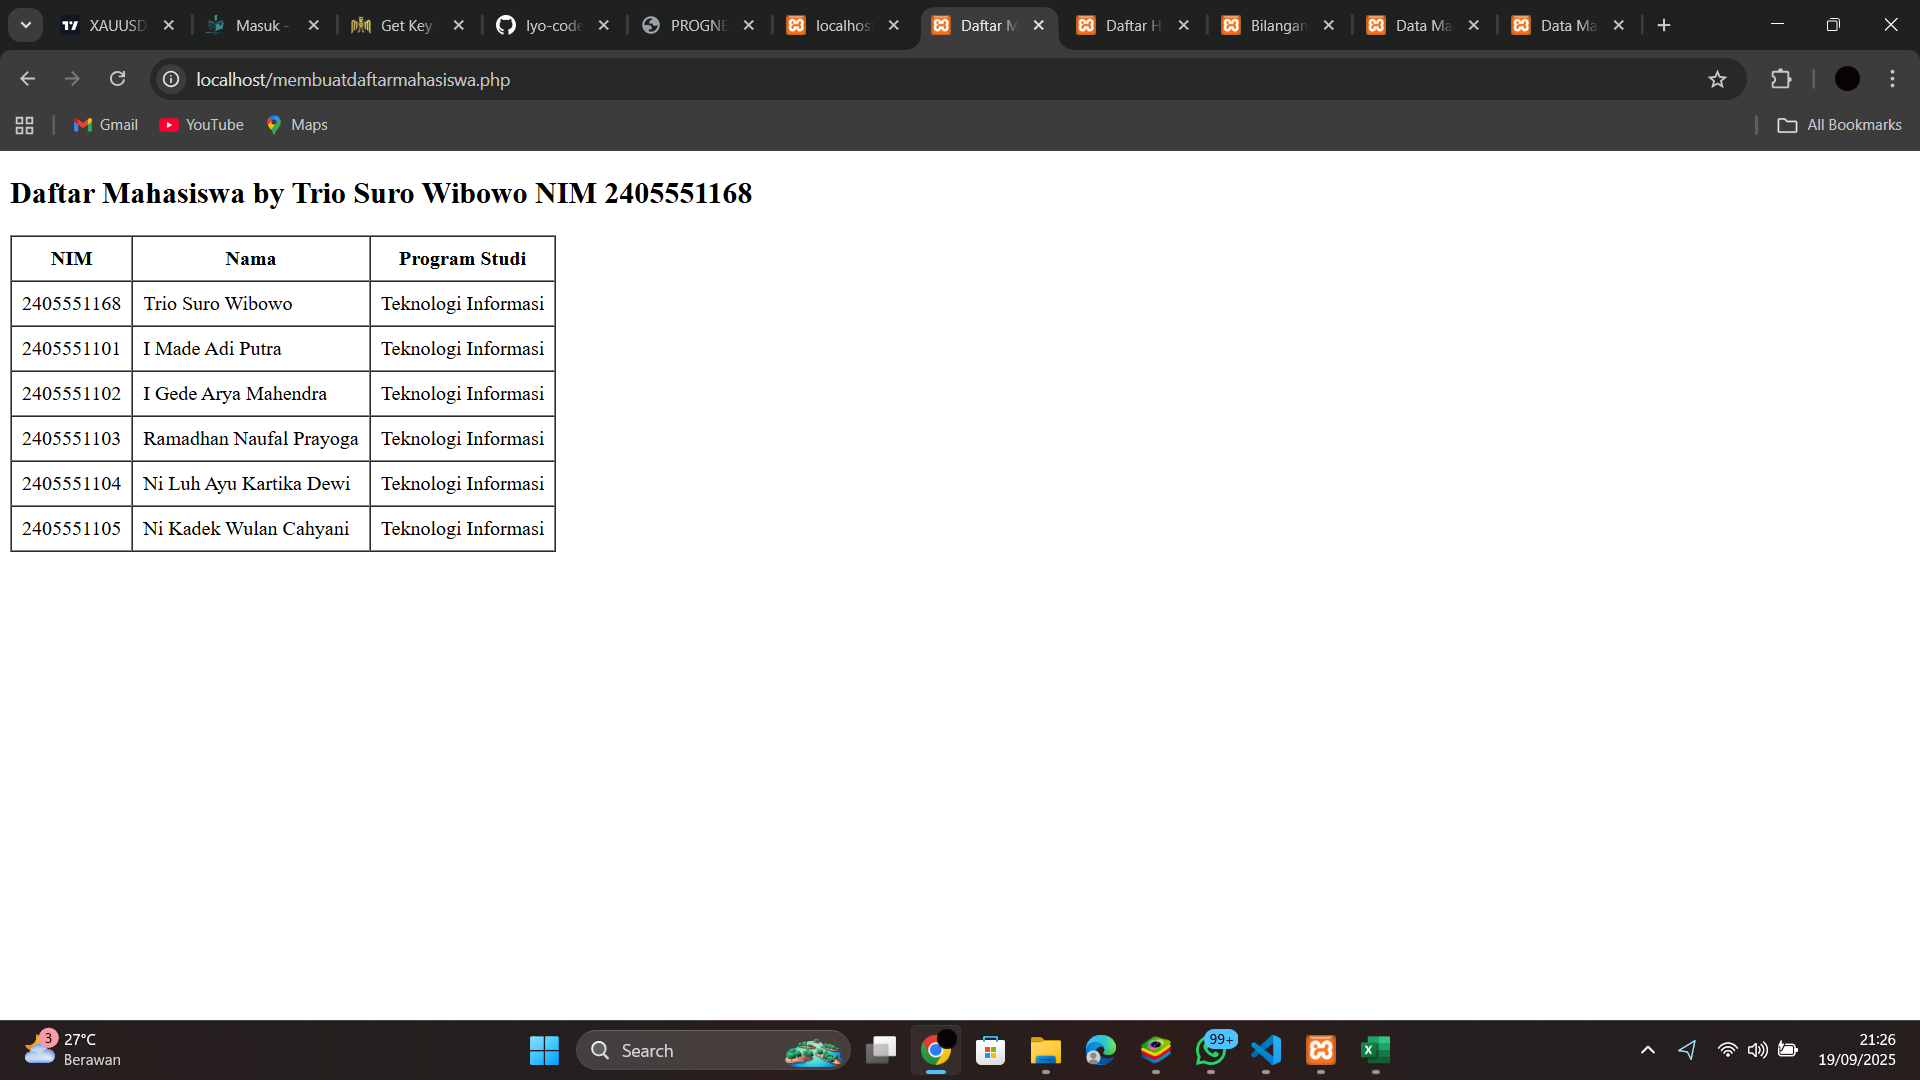 XAUUSD
Masuk -
Get Key
lyo-code
PROGNE
localhos
Daftar M
Daftar H
Bilangan
Data Ma
Data Ma
localhost/membuatdaftarmahasiswa.php
Gmail YouTube Maps All Bookmarks
Daftar Mahasiswa by Trio Suro Wibowo NIM 2405551168
NIM Nama Program Studi
2405551168 Trio Suro Wibowo Teknologi Informasi
2405551101 I Made Adi Putra Teknologi Informasi
2405551102 I Gede Arya Mahendra Teknologi Informasi
2405551103 Ramadhan Naufal Prayoga Teknologi Informasi
2405551104 Ni Luh Ayu Kartika Dewi Teknologi Informasi
2405551105 Ni Kadek Wulan Cahyani Teknologi Informasi
3
27°C
Berawan
Search
99+
21:26
19/09/2025